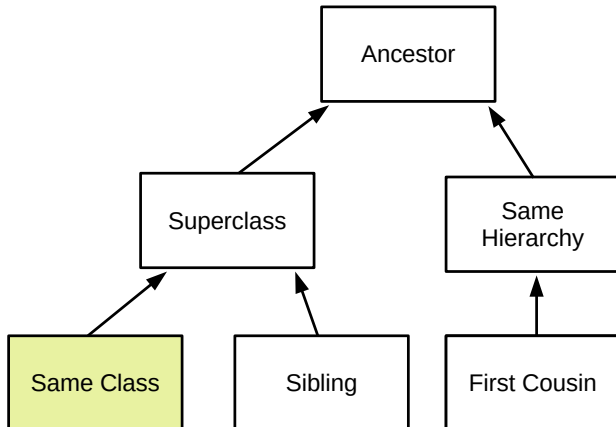 Ancestor
Superclass
Same
Hierarchy
Same Class
Sibling
First Cousin